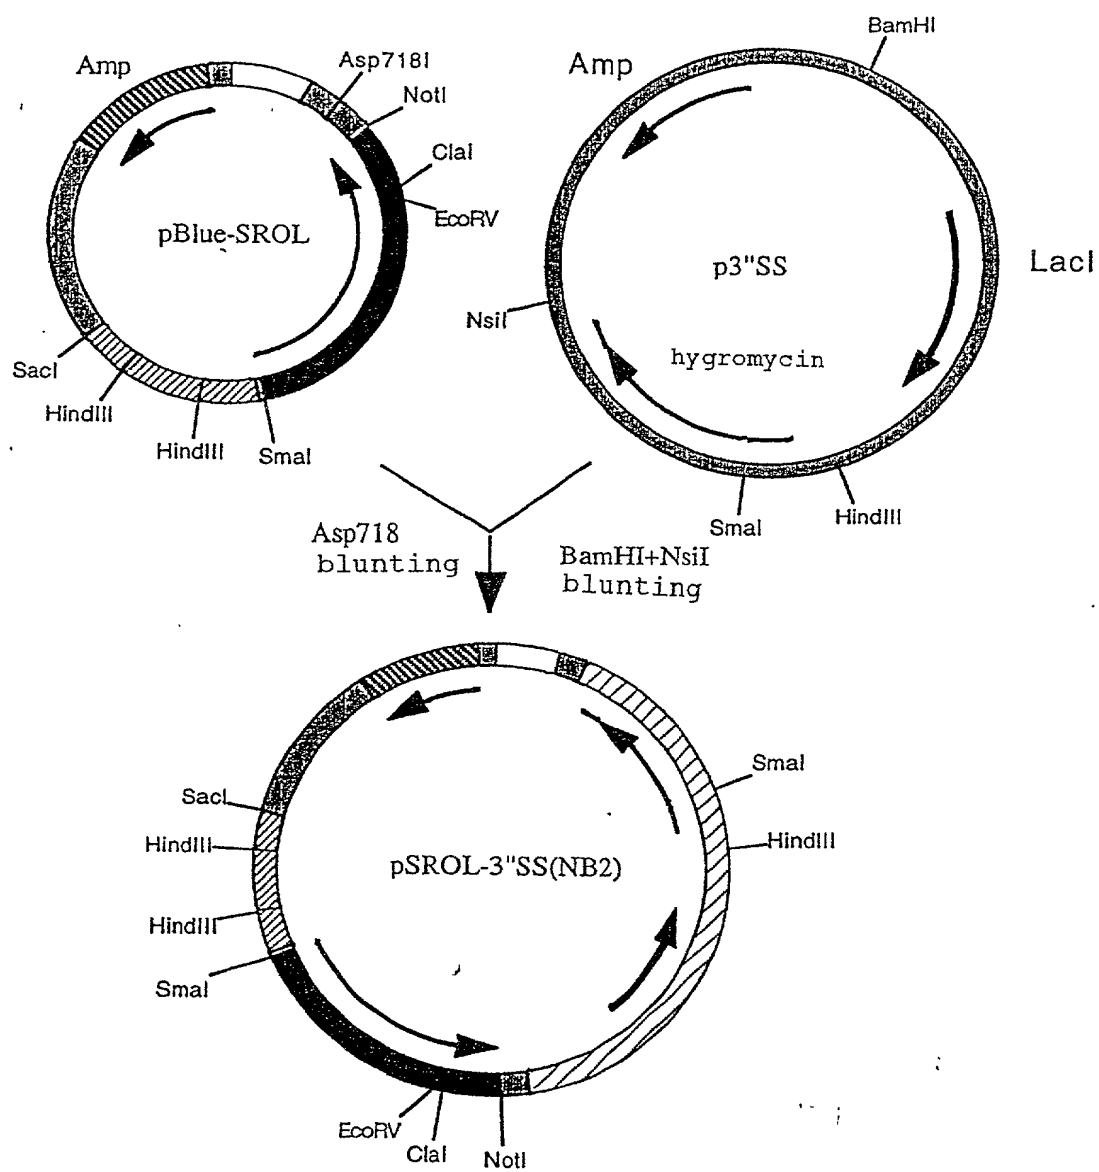 Amp
Asp718I
NotI
ClaI
EcoRV
pBlue-SROL
SacI
HindIII
HindIII
SmaI
Amp
BamHI
p3"SS
LacI
NsiI
hygromycin
SmaI
HindIII
Asp718
blunting
BamHI+NsiI
blunting
SmaI
HindIII
SacI
HindIII
HindIII
SmaI
pSROL-3"SS(NB2)
EcoRV
ClaI
NotI